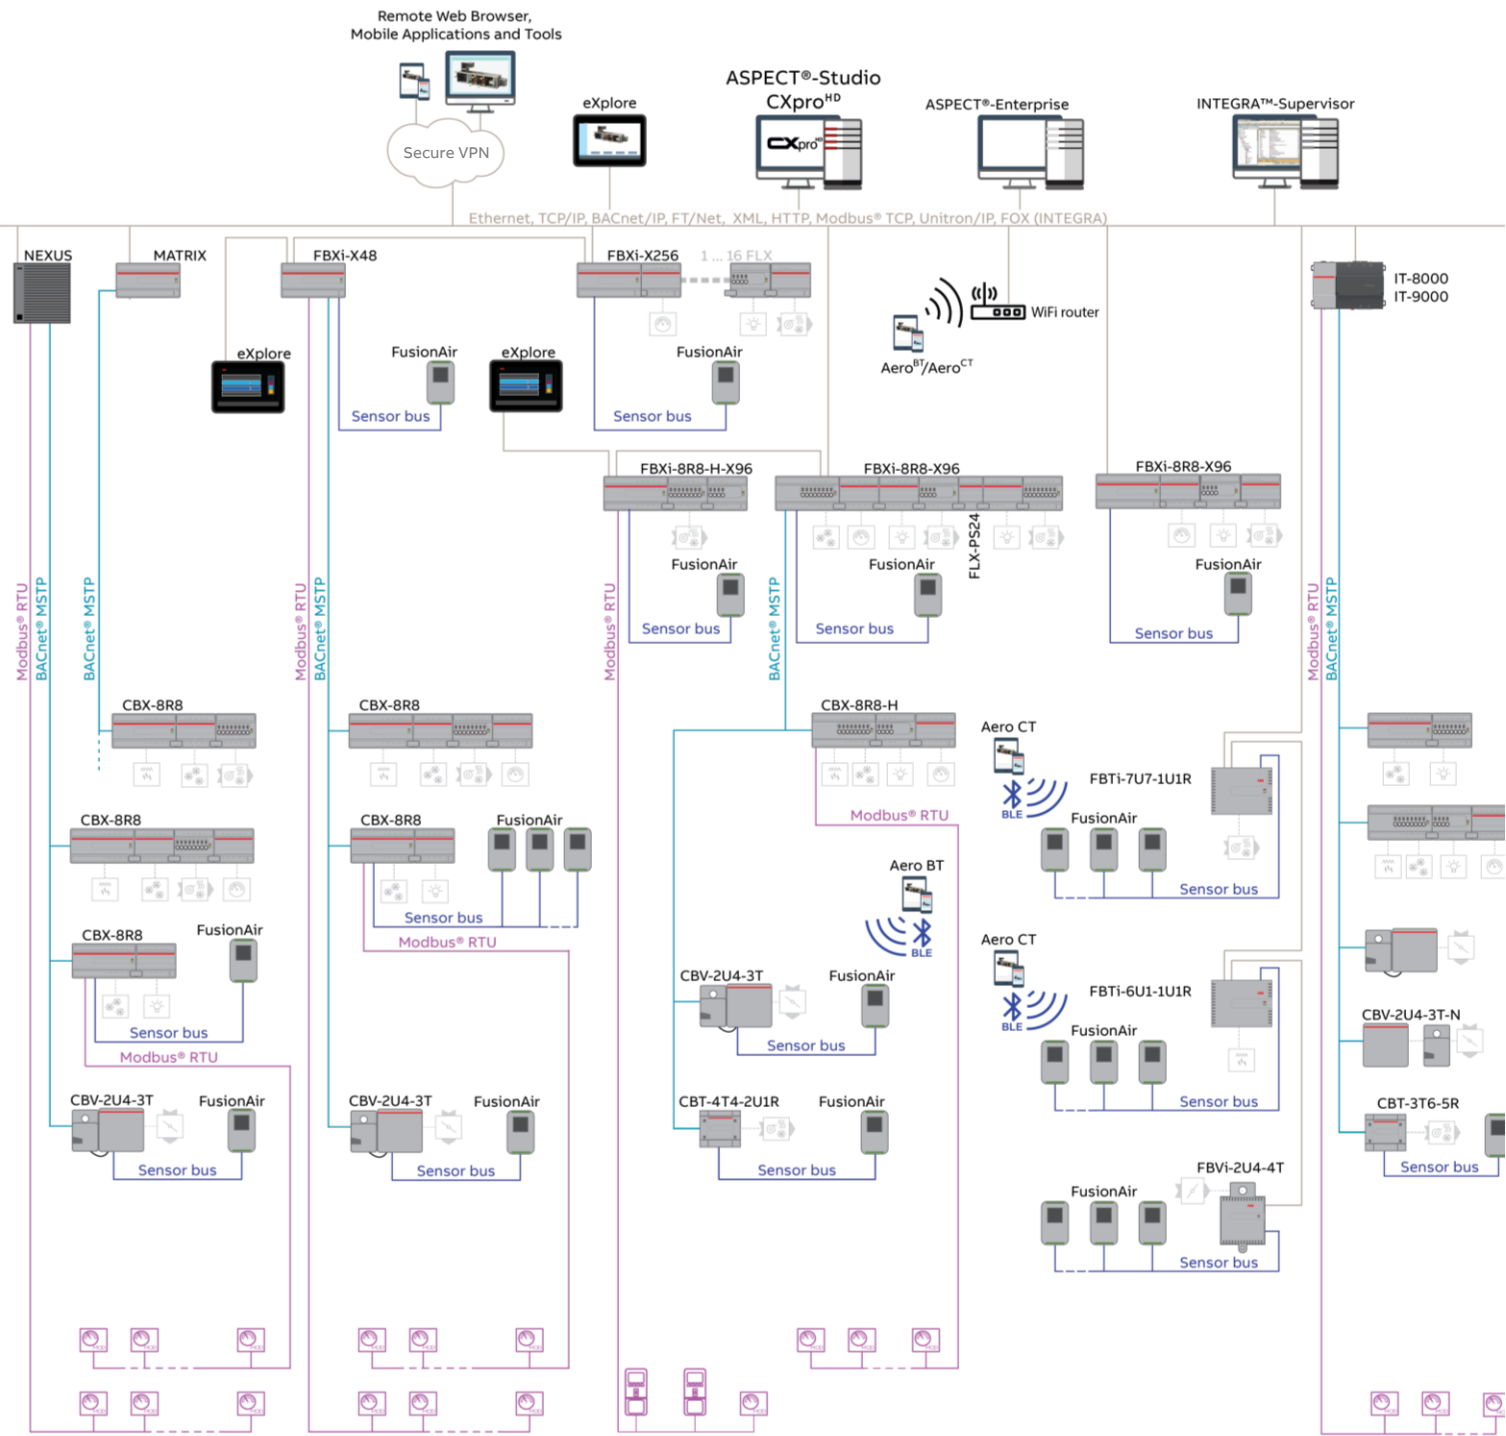 Remote Web Browser,
Mobile Applications and Tools
Secure VPN
eXplore
ASPECT®-Studio
CXpro^HD
CXpro^HD
ASPECT®-Enterprise
INTEGRA™-Supervisor
Ethernet, TCP/IP, BACnet/IP, FT/Net, XML, HTTP, Modbus® TCP, Unitron/IP, FOX (INTEGRA)
NEXUS
MATRIX
FBXi-X48
FBXi-X256
1 ... 16 FLX
IT-8000
IT-9000
WiFi router
Aero^BT/Aero^CT
eXplore
FusionAir
Sensor bus
eXplore
FusionAir
Sensor bus
FBXi-8R8-H-X96
FBXi-8R8-X96
FBXi-8R8-X96
FLX-PS24
FusionAir
Sensor bus
FusionAir
Sensor bus
FusionAir
Sensor bus
Modbus® RTU
BACnet® MSTP
BACnet® MSTP
Modbus® RTU
BACnet® MSTP
Modbus® RTU
BACnet® MSTP
Modbus® RTU
BACnet® MSTP
CBX-8R8
CBX-8R8
CBX-8R8-H
Modbus® RTU
Aero CT
BLE
FBTi-7U7-1U1R
FusionAir
Sensor bus
CBX-8R8
CBX-8R8
FusionAir
Sensor bus
Modbus® RTU
Aero BT
BLE
CBX-8R8
FusionAir
Sensor bus
Modbus® RTU
Aero CT
BLE
FBTi-6U1-1U1R
FusionAir
Sensor bus
CBV-2U4-3T
FusionAir
Sensor bus
CBV-2U4-3T-N
CBV-2U4-3T
FusionAir
Sensor bus
CBV-2U4-3T
FusionAir
Sensor bus
CBT-4T4-2U1R
FusionAir
Sensor bus
CBT-3T6-5R
Sensor bus
FBVi-2U4-4T
FusionAir
Sensor bus